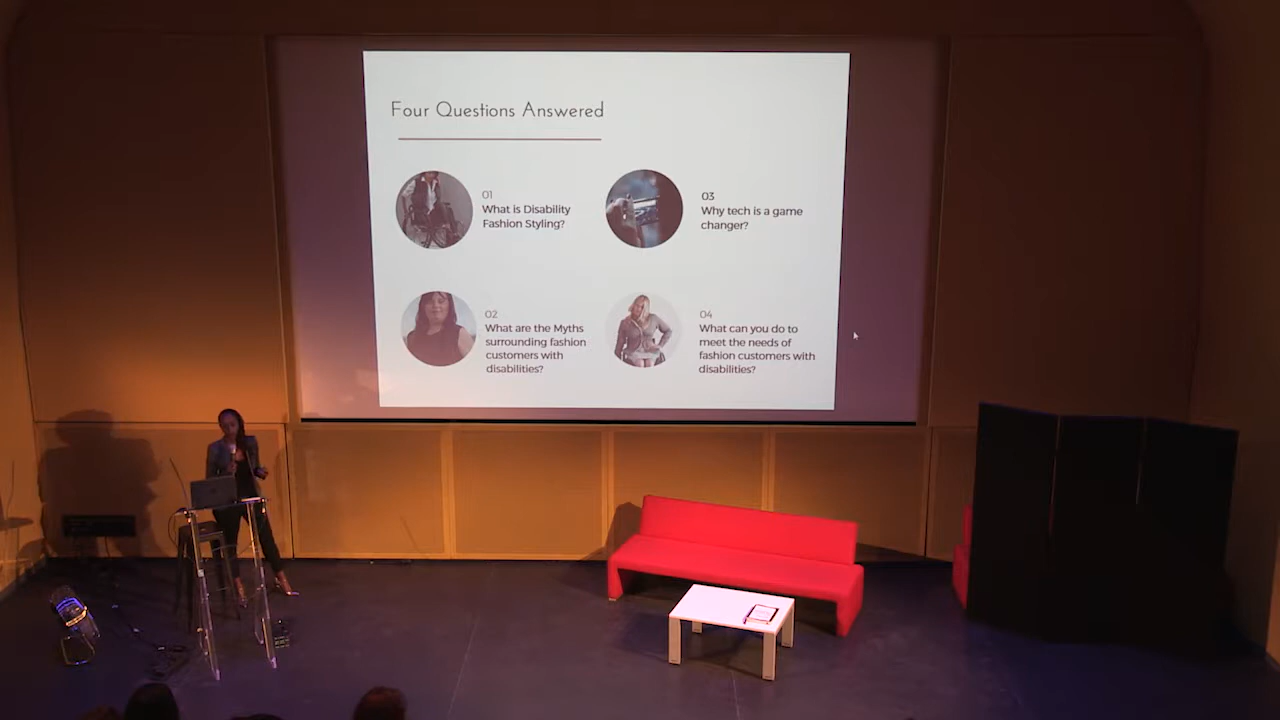 Four Questions Answered
01
What is Disability
Fashion Styling?
02
What are the Myths
surrounding fashion
customers with
disabilities?
03
Why tech is a game
changer?
04
What can you do to
meet the needs of
fashion customers with
disabilities?